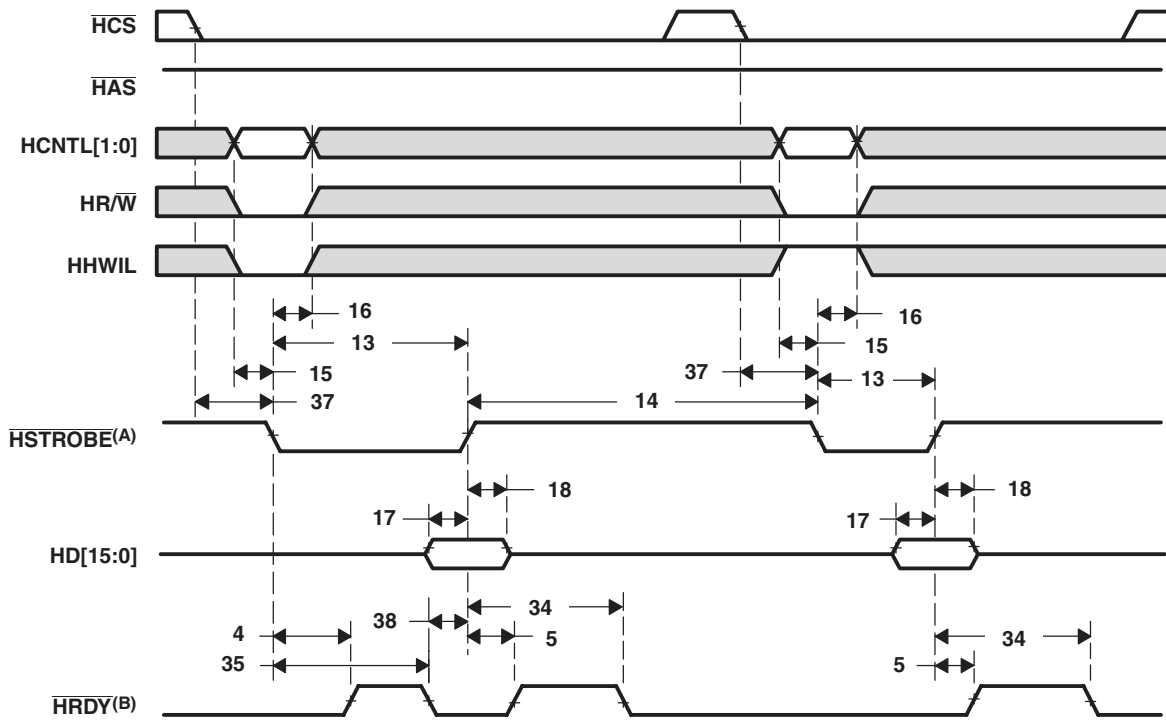 HCS
HAS
HCNTL[1:0]
HR/W
HHWIL
16
16
13
15
15
37
13
37
14
HSTROBE(A)
18
18
17
17
HD[15:0]
34
38
34
4
5
35
5
HRDY(B)